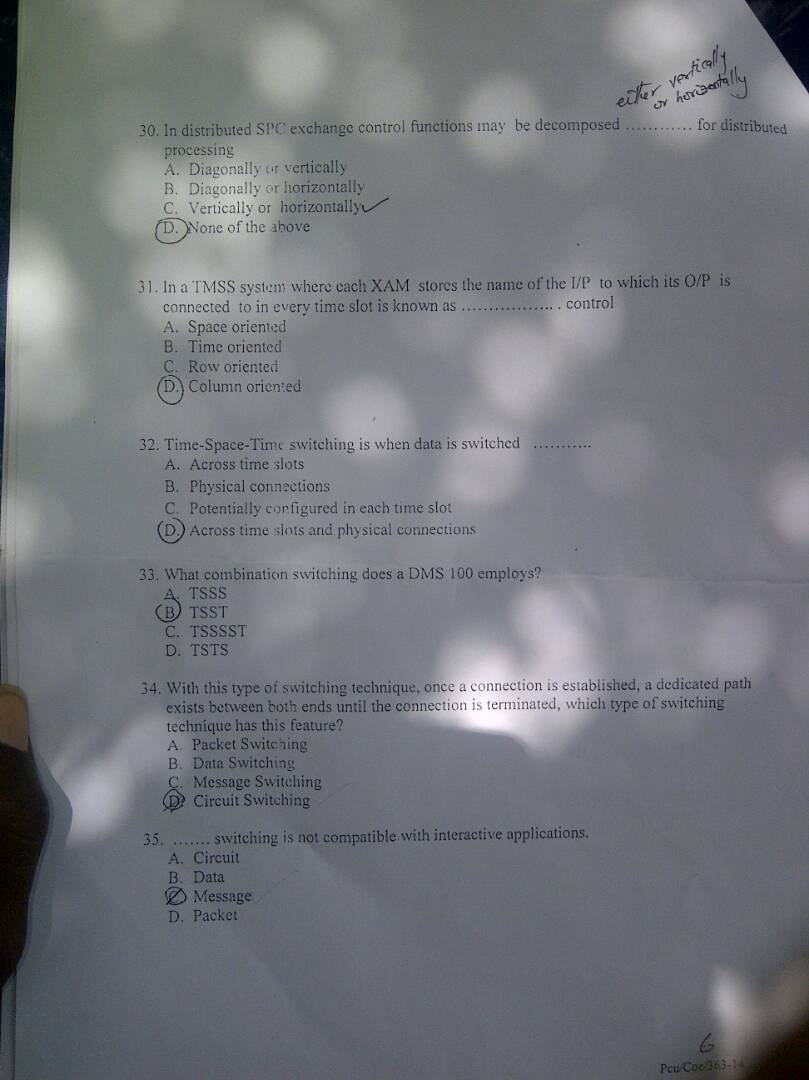 either vertically
or horizontally
30. In distributed SPC exchange control functions may be decomposed ............ for distributed
processing
A. Diagonally or vertically
B. Diagonally or horizontally
C. Vertically or horizontally
D. None of the above
31. In a TMSS system where each XAM stores the name of the I/P to which its O/P is
connected to in every time slot is known as ................. . control
A. Space oriented
B. Time oriented
C. Row oriented
D. Column oriented
32. Time-Space-Time switching is when data is switched ...........
A. Across time slots
B. Physical connections
C. Potentially configured in each time slot
D. Across time slots and physical connections
33. What combination switching does a DMS 100 employs?
A. TSSS
B. TSST
C. TSSSST
D. TSTS
34. With this type of switching technique, once a connection is established, a dedicated path
exists between both ends until the connection is terminated, which type of switching
technique has this feature?
A. Packet Switching
B. Data Switching
C. Message Switching
D. Circuit Switching
35. ....... switching is not compatible with interactive applications.
A. Circuit
B. Data
C. Message
D. Packet
6
Pcu/Coe/363-14